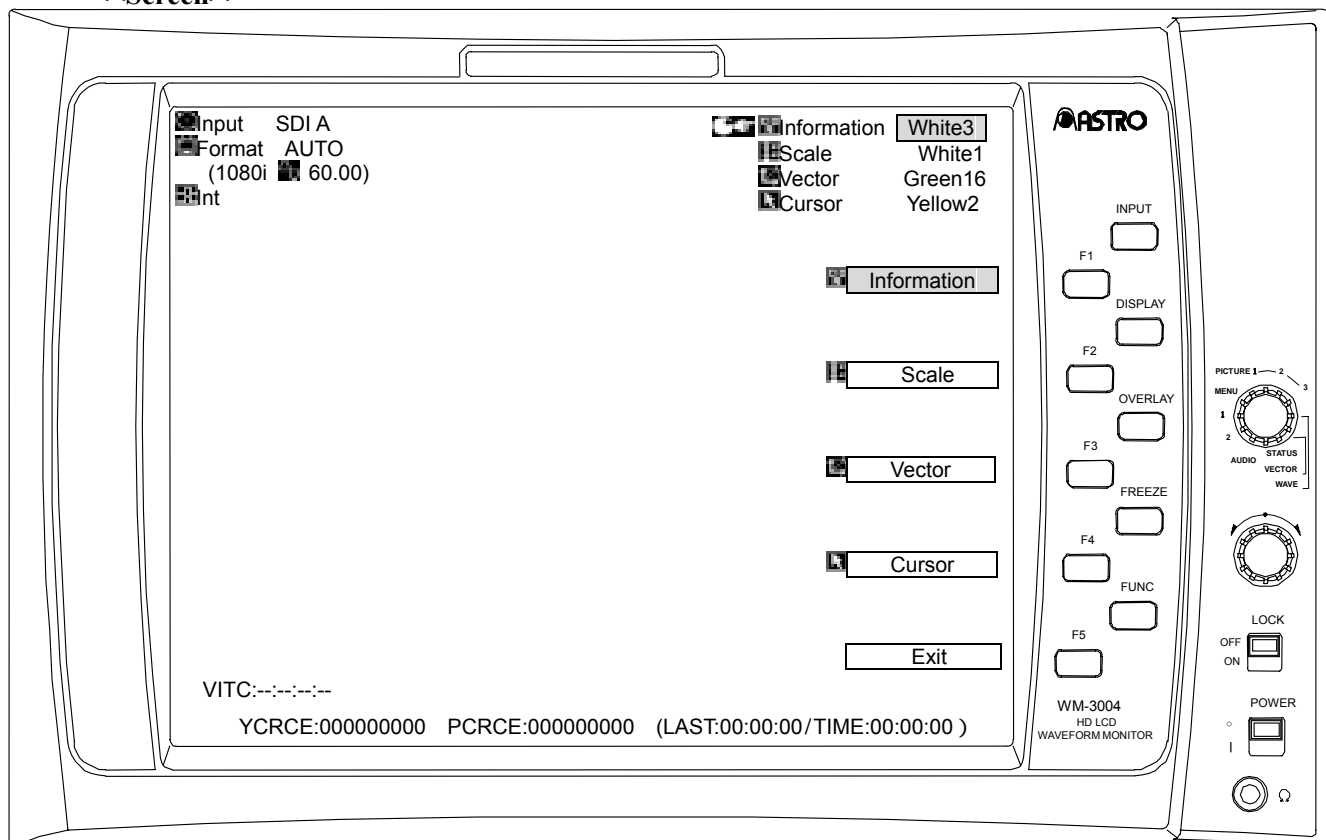 <Screen>
Input SDI A
Format AUTO
(1080i 60.00)
Int
Information White3
Scale White1
Vector Green16
Cursor Yellow2
Information
Scale
Vector
Cursor
Exit
VITC:--:--:--:--
YCRCE:000000000 PCRCE:000000000 (LAST:00:00:00/TIME:00:00:00 )
ASTRO
INPUT
F1
DISPLAY
F2
OVERLAY
F3
FREEZE
F4
FUNC
F5
WM-3004
HD LCD
WAVEFORM MONITOR
PICTURE 1 2 3
MENU
1
2
AUDIO
STATUS
VECTOR
WAVE
LOCK
OFF
ON
POWER